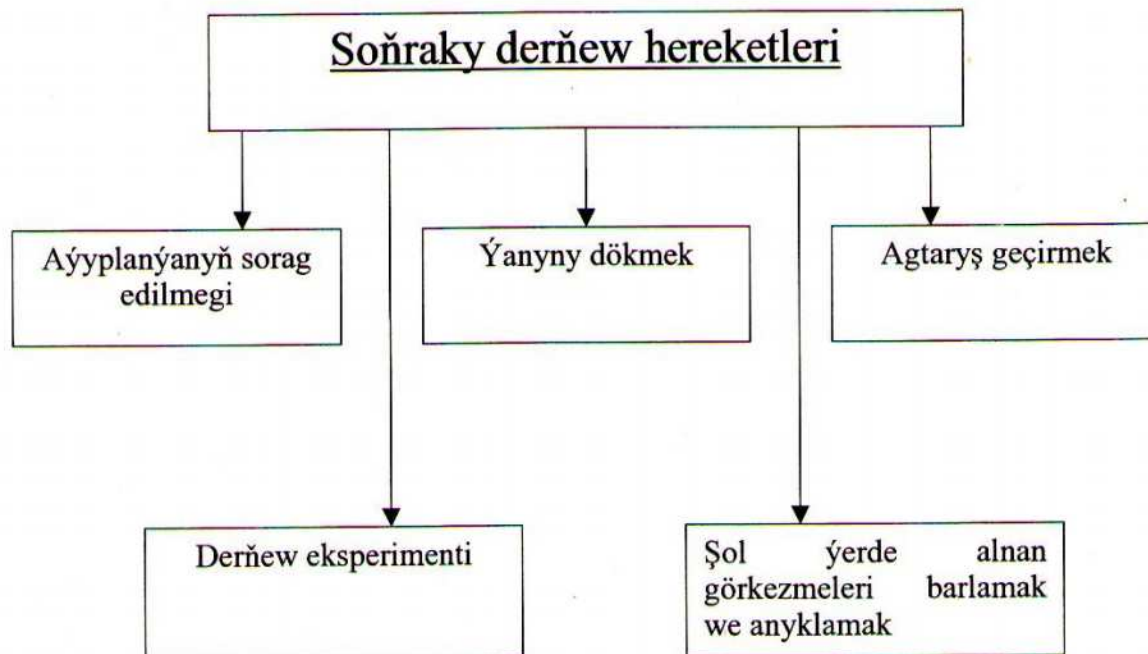 Soňraky derňew hereketleri
Aýyplanýanyň sorag
edilmegi
Ýanyny dökmek
Agtaryş geçirmek
Derňew eksperimenti
Şol ýerde alnan
görkezmeleri barlamak
we anyklamak